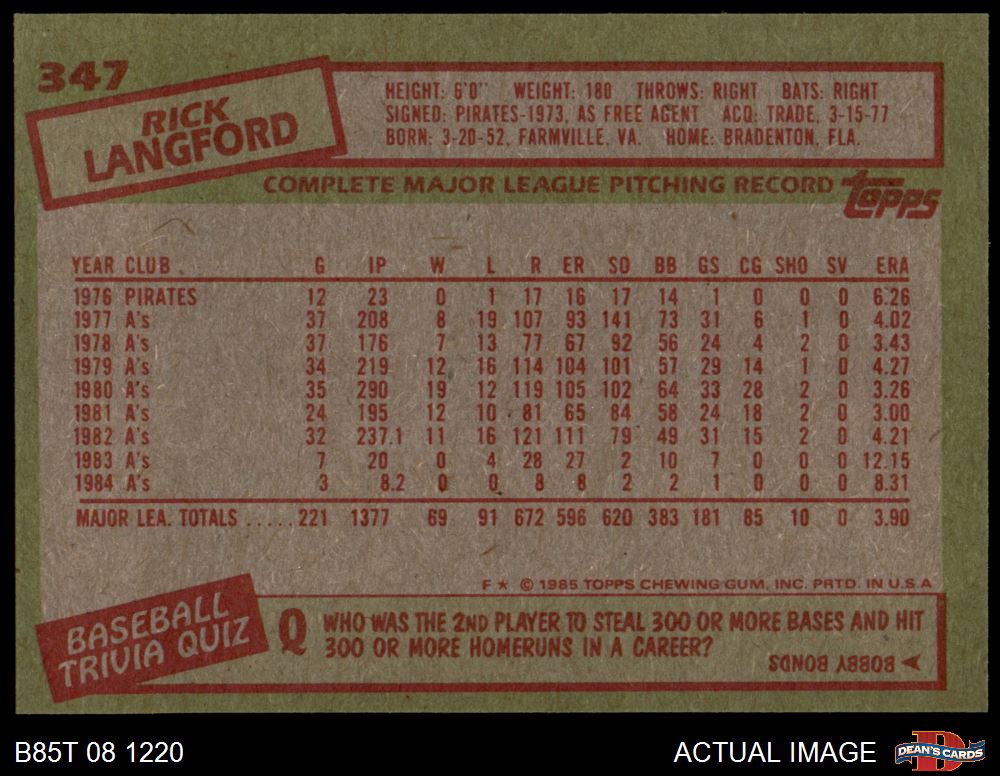 347
RICK
LANGFORD
HEIGHT: 6'0" WEIGHT: 180 THROWS: RIGHT BATS: RIGHT
SIGNED: PIRATES-1973, AS FREE AGENT ACQ: TRADE, 3-15-77
BORN: 3-20-52, FARMVILLE, VA. HOME: BRADENTON, FLA.
COMPLETE MAJOR LEAGUE PITCHING RECORD
TOPPS
YEAR CLUB G IP W L R ER SO BB GS CG SHO SV ERA
1976 PIRATES 12 23 0 1 17 16 17 14 1 0 0 0 6.26
1977 A's 37 208 8 19 107 93 141 73 31 6 1 0 4.02
1978 A's 37 176 7 13 77 67 92 56 24 4 2 0 3.43
1979 A's 34 219 12 16 114 104 101 57 29 14 1 0 4.27
1980 A's 35 290 19 12 119 105 102 64 33 28 2 0 3.26
1981 A's 24 195 12 10 81 65 84 58 24 18 2 0 3.00
1982 A's 32 237.1 11 16 121 111 79 49 31 15 2 0 4.21
1983 A's 7 20 0 4 28 27 2 10 7 0 0 0 12.15
1984 A's 3 8.2 0 0 8 8 2 2 1 0 0 0 8.31
MAJOR LEA. TOTALS .....221 1377 69 91 672 596 620 383 181 85 10 0 3.90
F ★ © 1985 TOPPS CHEWING GUM, INC. PRTD. IN U.S.A
BASEBALL
TRIVIA QUIZ
Q WHO WAS THE 2ND PLAYER TO STEAL 300 OR MORE BASES AND HIT
300 OR MORE HOMERUNS IN A CAREER?
BOBBY BONDS
B85T 08 1220
ACTUAL IMAGE
D
DEAN'S CARDS